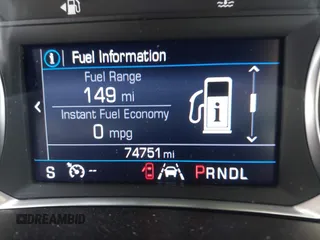 Fuel Information
Fuel Range
149 mi
Instant Fuel Economy
0 mpg
74751 mi
S -- PRNDL
DREAMBID